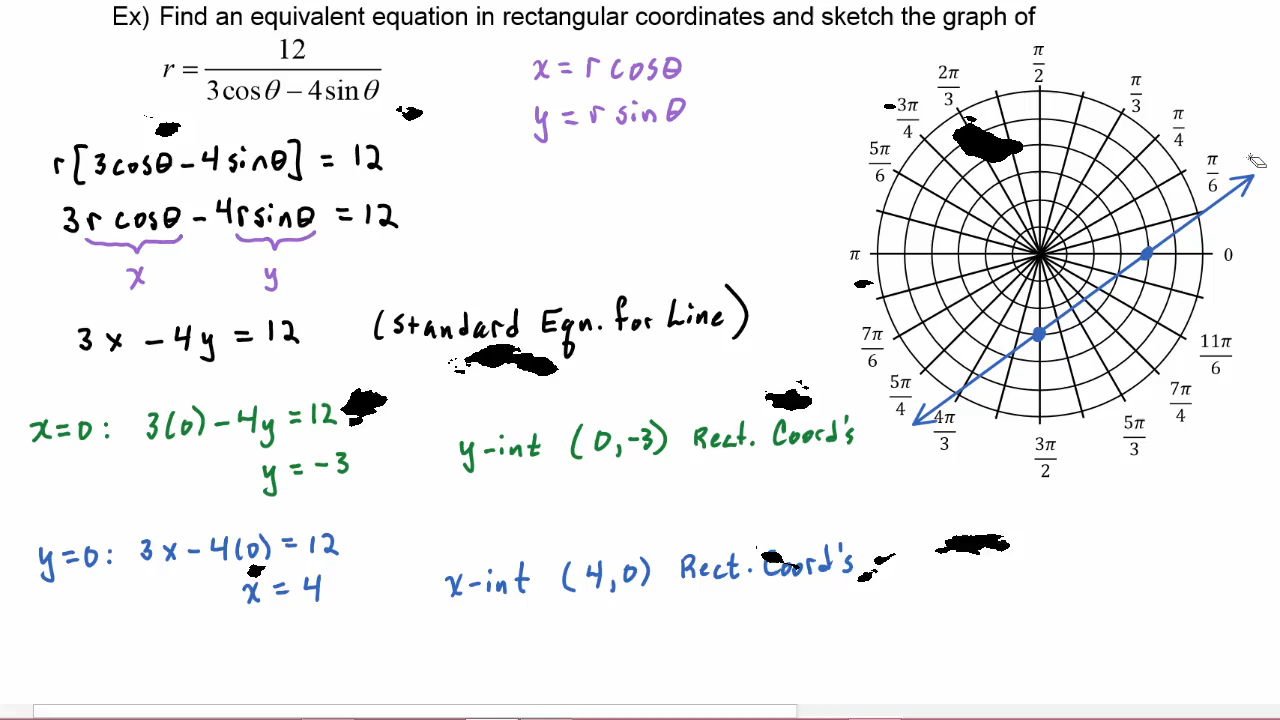 Ex) Find an equivalent equation in rectangular coordinates and sketch the graph of
r = 12 / (3cosθ − 4sinθ)
x = r cosθ
y = r sinθ
r[3cosθ − 4sinθ] = 12
3r cosθ − 4r sinθ = 12
x y
3x − 4y = 12 (Standard Eqn. for Line)
x=0: 3(0) − 4y = 12
y = −3
y-int (0,−3) Rect. Coord's
y=0: 3x − 4(0) = 12
x = 4
x-int (4,0) Rect. Coord's
π/2
2π/3
π/3
3π/4
π/4
5π/6
π/6
π
0
7π/6
11π/6
5π/4
7π/4
4π/3
5π/3
3π/2